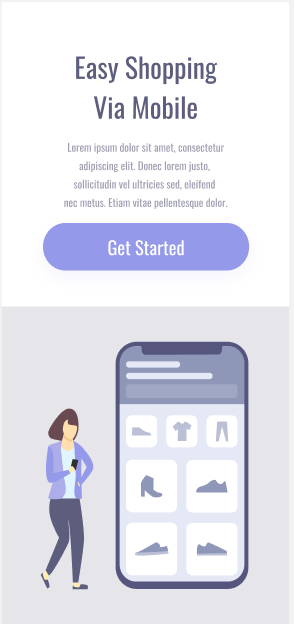 Easy Shopping
Via Mobile
Lorem ipsum dolor sit amet, consectetur
adipiscing elit. Donec lorem justo,
sollicitudin vel ultricies sed, eleifend
nec metus. Etiam vitae pellentesque dolor.
Get Started